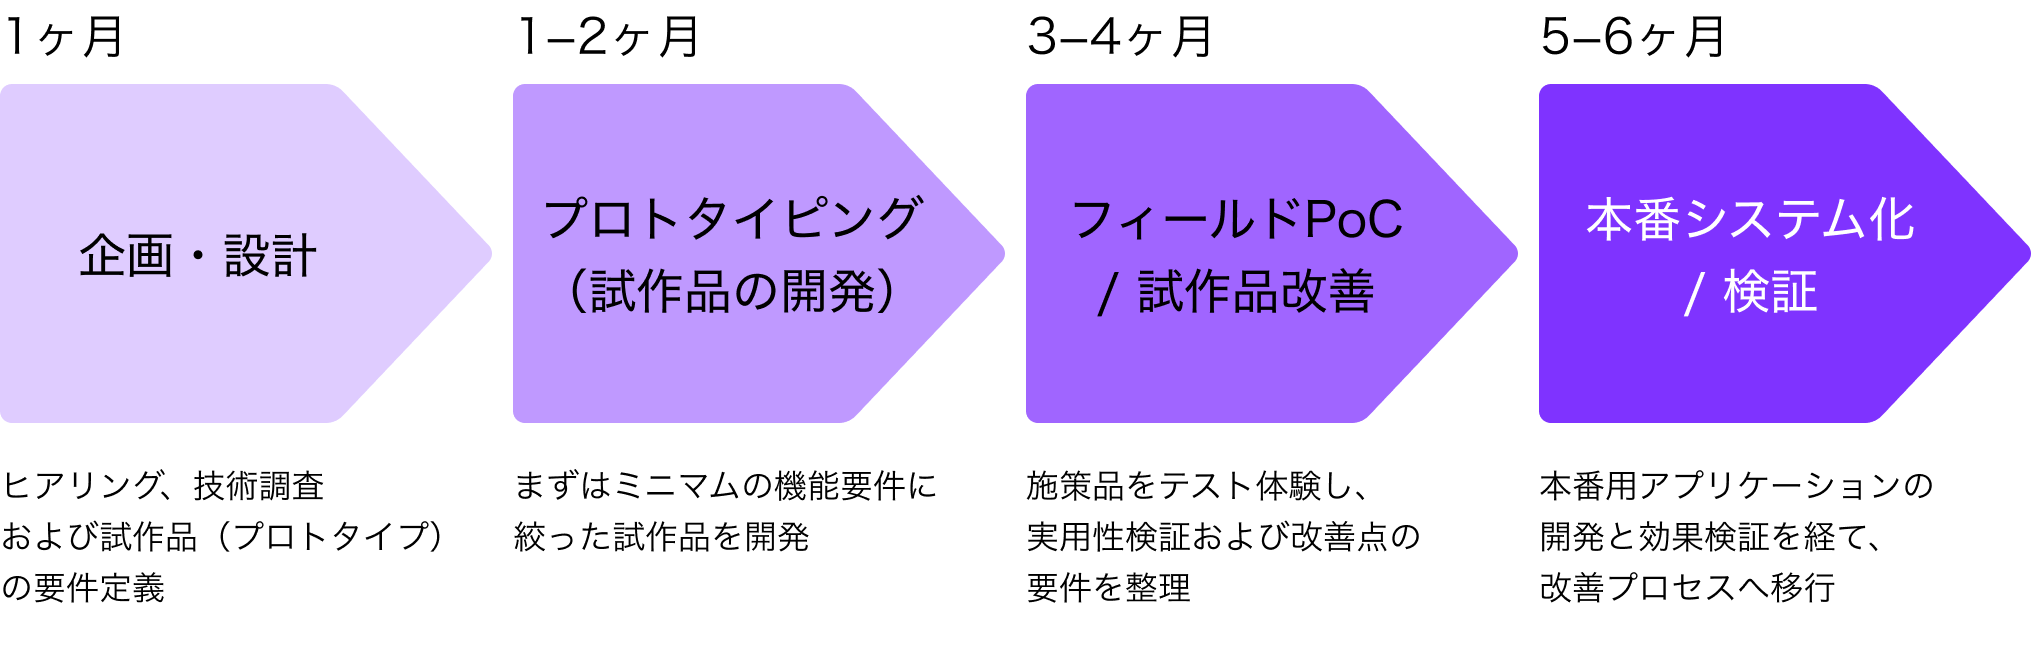 1ヶ月
企画・設計
ヒアリング、技術調査
および試作品（プロトタイプ）
の要件定義
1–2ヶ月
プロトタイピング
（試作品の開発）
まずはミニマムの機能要件に
絞った試作品を開発
3–4ヶ月
フィールドPoC
/ 試作品改善
施策品をテスト体験し、
実用性検証および改善点の
要件を整理
5–6ヶ月
本番システム化
/ 検証
本番用アプリケーションの
開発と効果検証を経て、
改善プロセスへ移行